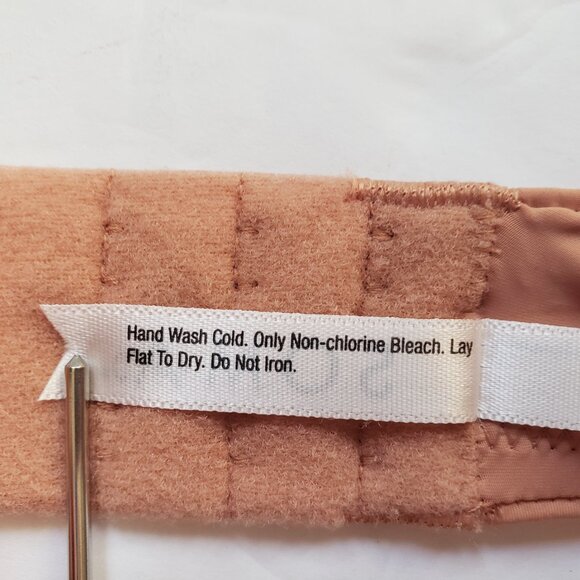 Hand Wash Cold. Only Non-chlorine Bleach. Lay
Flat To Dry. Do Not Iron.